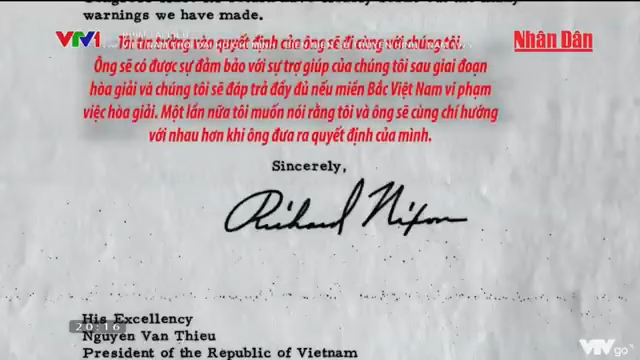 warnings we have made.
VTV1
Nhân Dân
Tôi tin tưởng vào quyết định của ông sẽ đi cùng với chúng tôi.
Ông sẽ có được sự đảm bảo với sự trợ giúp của chúng tôi sau giai đoạn
hòa giải và chúng tôi sẽ đáp trả đầy đủ nếu miền Bắc Việt Nam vi phạm
việc hòa giải. Một lần nữa tôi muốn nói rằng tôi và ông sẽ cùng chí hướng
với nhau hơn khi ông đưa ra quyết định của mình.
Sincerely,
Richard Nixon
His Excellency
20:16
Nguyen Van Thieu
President of the Republic of Vietnam
VTV
go